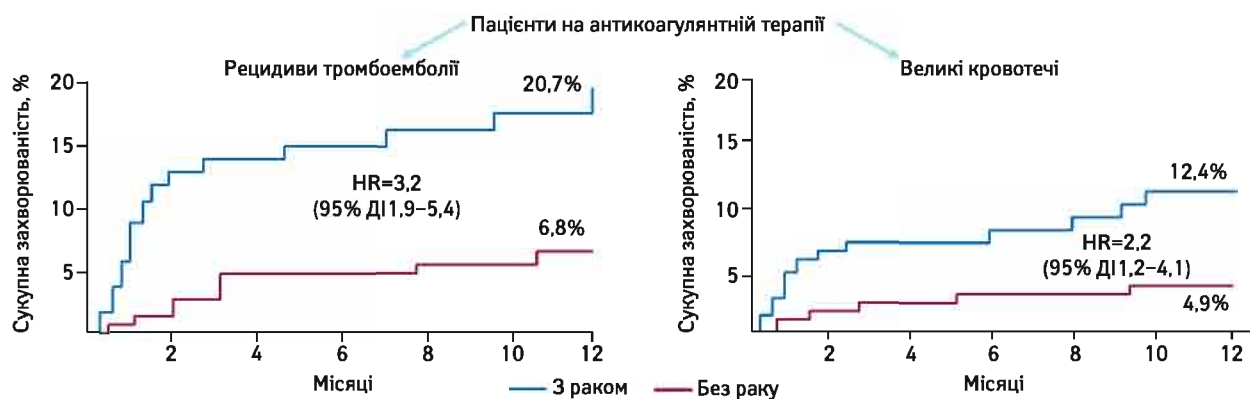 Пацієнти на антикоагулянтній терапії
Рецидиви тромбоемболії
Сукупна захворюваність, %
20
15
10
5
20,7%
HR=3,2
(95% ДІ 1,9–5,4)
6,8%
2 4 6 8 10 12
Місяці
Великі кровотечі
Сукупна захворюваність, %
20
15
10
5
12,4%
HR=2,2
(95% ДІ 1,2–4,1)
4,9%
2 4 6 8 10 12
Місяці
З раком Без раку